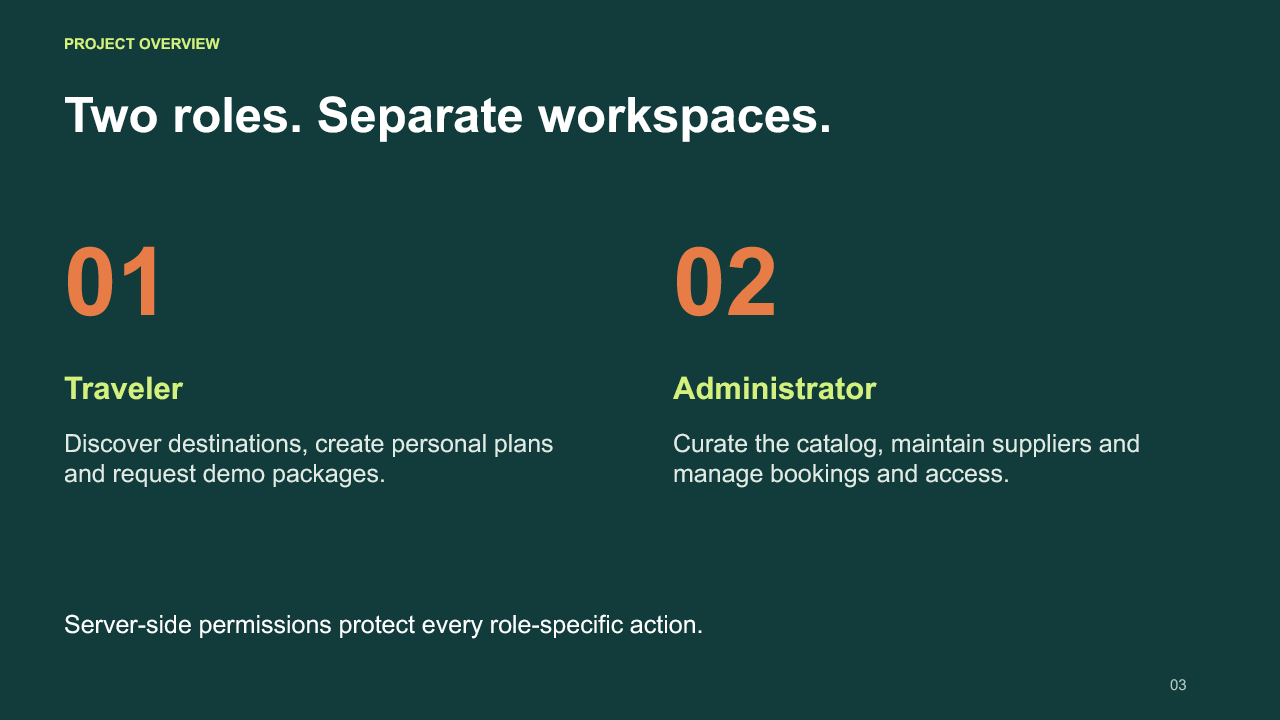 PROJECT OVERVIEW
Two roles. Separate workspaces.
01
Traveler
Discover destinations, create personal plans
and request demo packages.
02
Administrator
Curate the catalog, maintain suppliers and
manage bookings and access.
Server-side permissions protect every role-specific action.
03